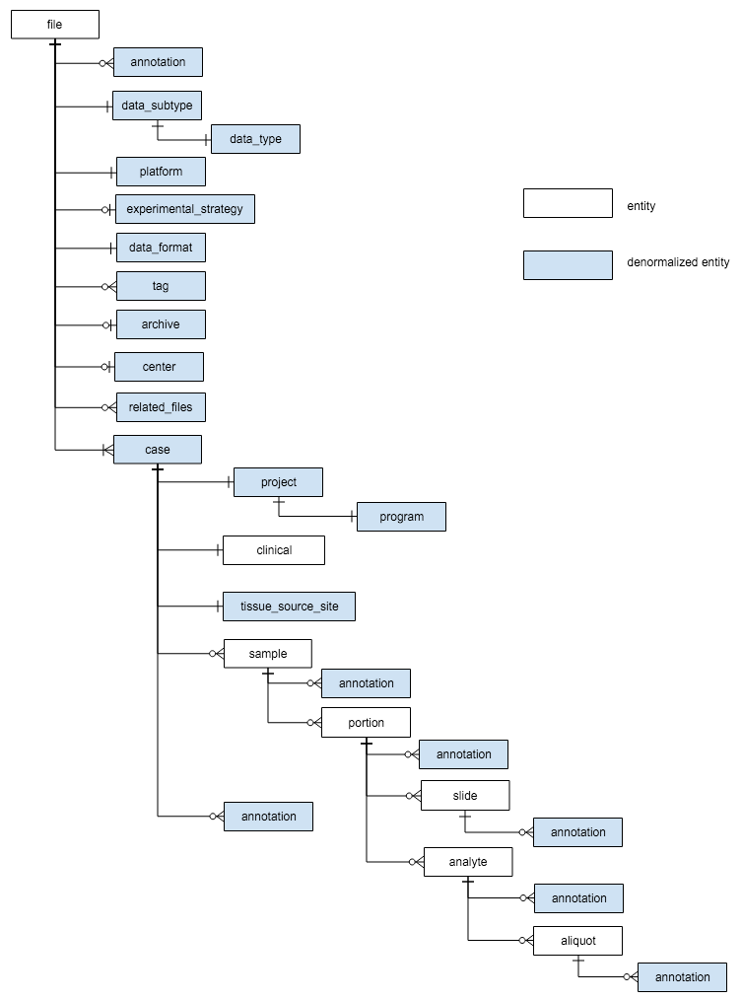 file
annotation
data_subtype
data_type
platform
experimental_strategy
entity
data_format
denormalized entity
tag
archive
center
related_files
case
project
program
clinical
tissue_source_site
sample
annotation
portion
annotation
slide
annotation
annotation
analyte
annotation
aliquot
annotation